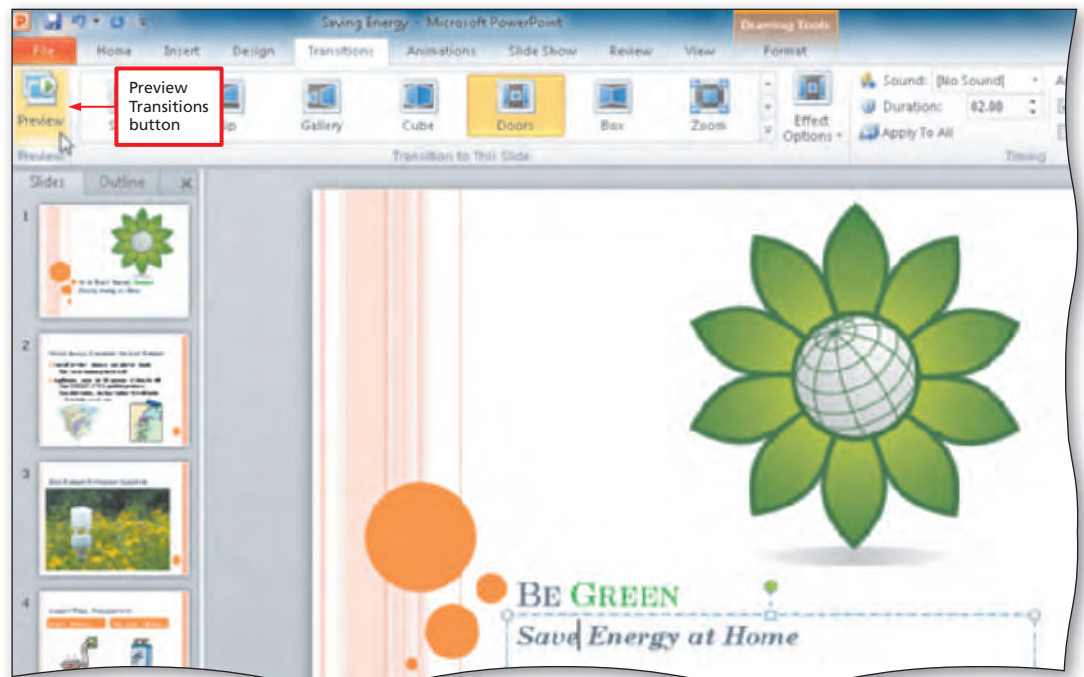 Saving Energy - Microsoft PowerPoint
Drawing Tools
File Home Insert Design Transitions Animations Slide Show Review View Format
Preview
Preview
Transitions
button
Gallery Cube Doors Box Zoom
Effect
Options
Sound: [No Sound]
Duration: 02.00
Apply To All
Preview Transition to This Slide Timing
Slides Outline
1
2
3
4
BE GREEN
Save Energy at Home